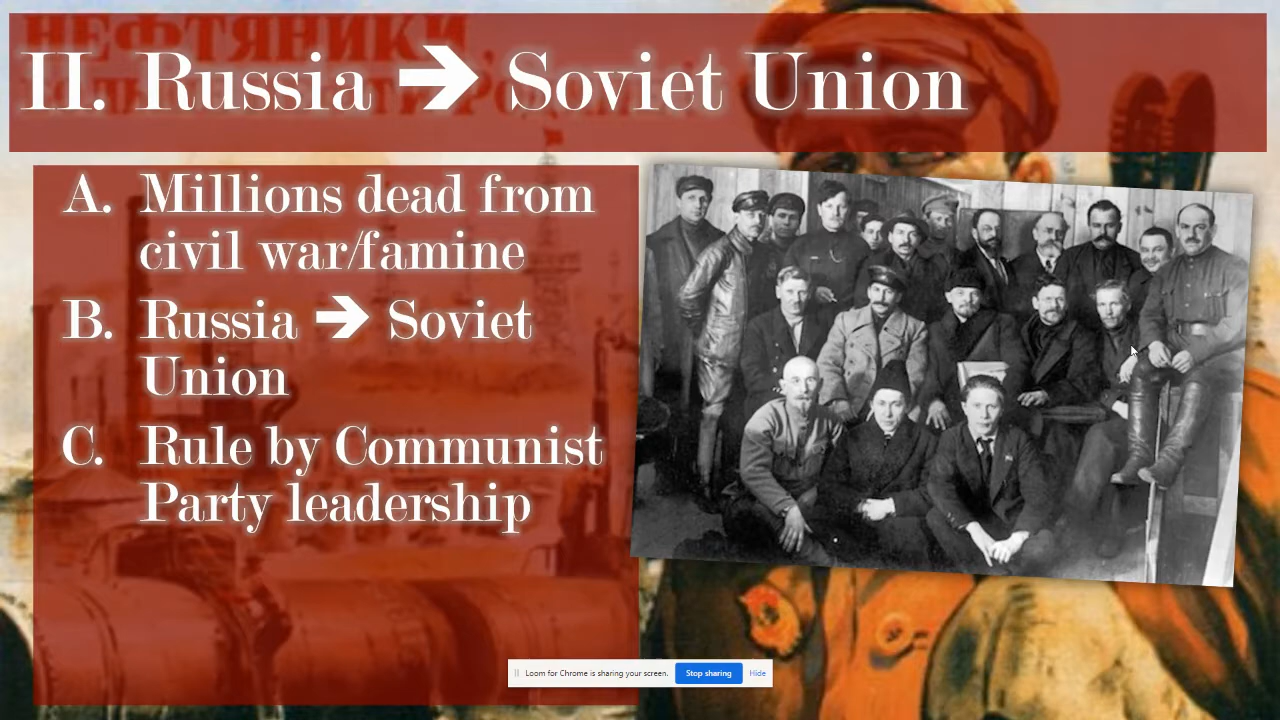 НЕФТЯНИКИ,
II. Russia 🡲 Soviet Union
A. Millions dead from
civil war/famine
B. Russia 🡲 Soviet
Union
C. Rule by Communist
Party leadership
Loom for Chrome is sharing your screen. Stop sharing Hide